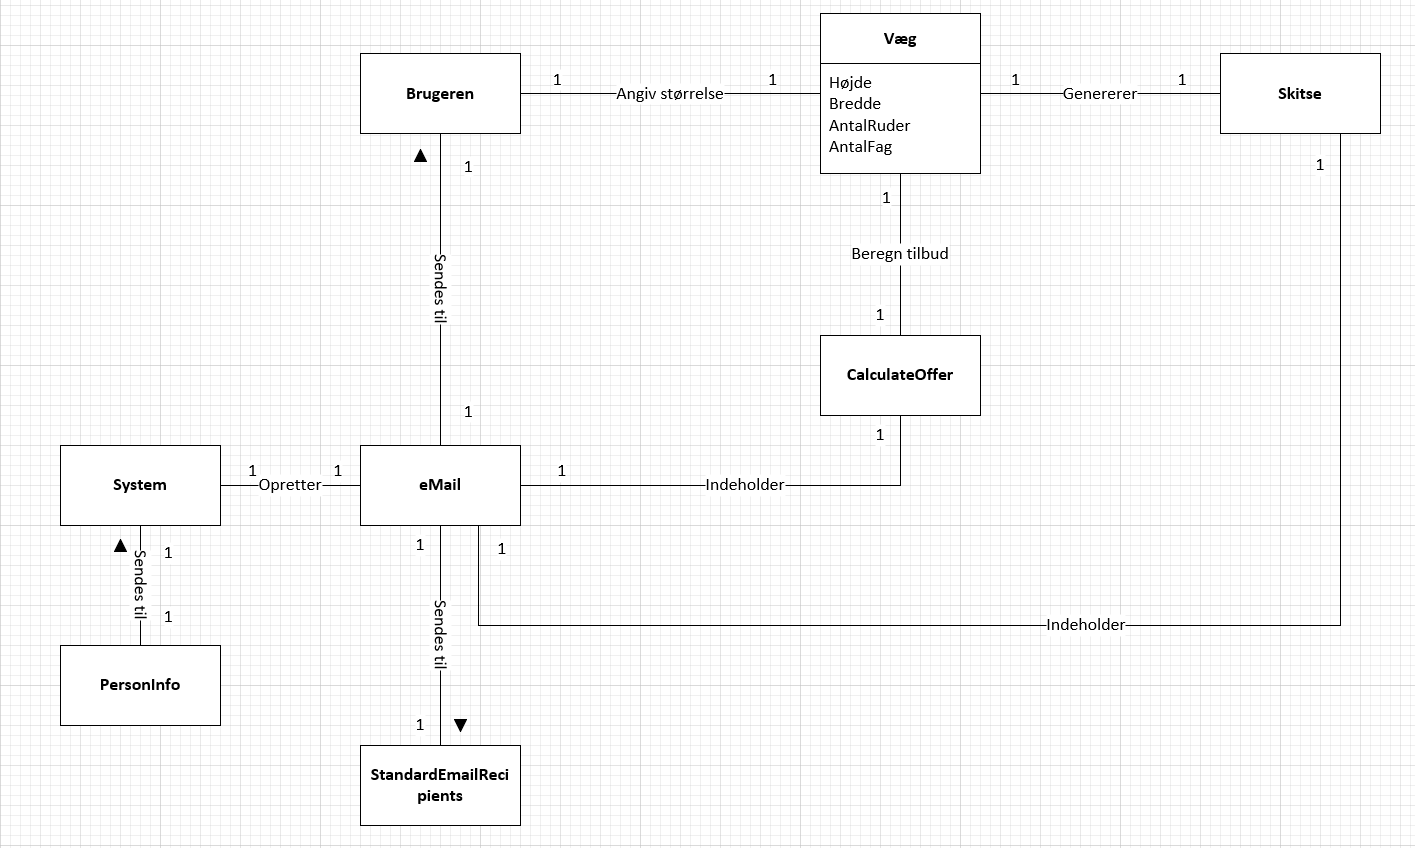 Væg
Højde
Bredde
AntalRuder
AntalFag
Brugeren
1
Angiv størrelse
1
1
Genererer
1
Skitse
1
1
1
Sendes til
1
Beregn tilbud
1
CalculateOffer
1
System
1
Opretter
1
eMail
1
Indeholder
1
Sendes til
1
1
1
Sendes til
1
Indeholder
PersonInfo
StandardEmailReci
pients